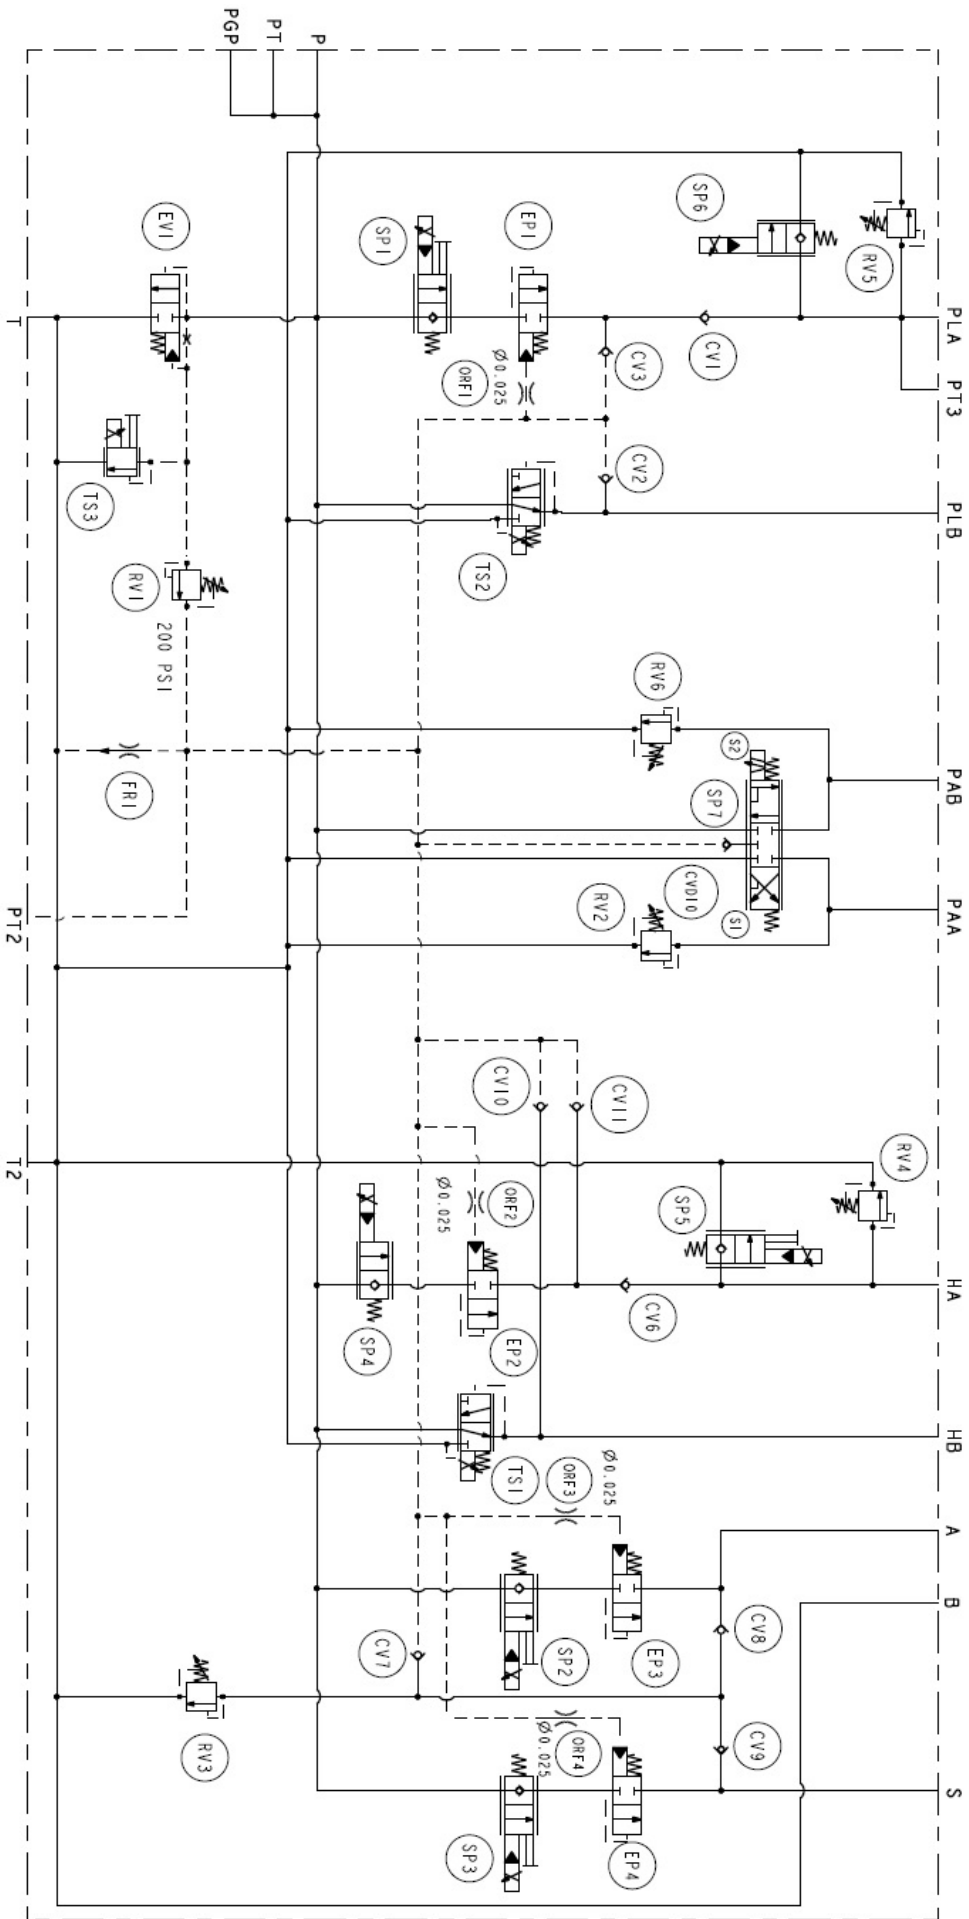 PGP
PT
P
SP6
RV5
EV1
SP1
EP1
T
PLA
CV1
CV3
ORF1
Ø0.025
PT3
CV2
TS3
PLB
TS2
RV1
200 PSI
RV6
S2
SP7
PAB
FR1
CVD10
RV2
S1
PT2
PAA
CV10
CV11
RV4
T2
ORF2
Ø0.025
SP5
HA
CV6
SP4
EP2
HB
TS1
ORF3
Ø0.025
A
B
CV8
CV7
SP2
EP3
RV3
ORF4
Ø0.025
CV9
S
SP3
EP4